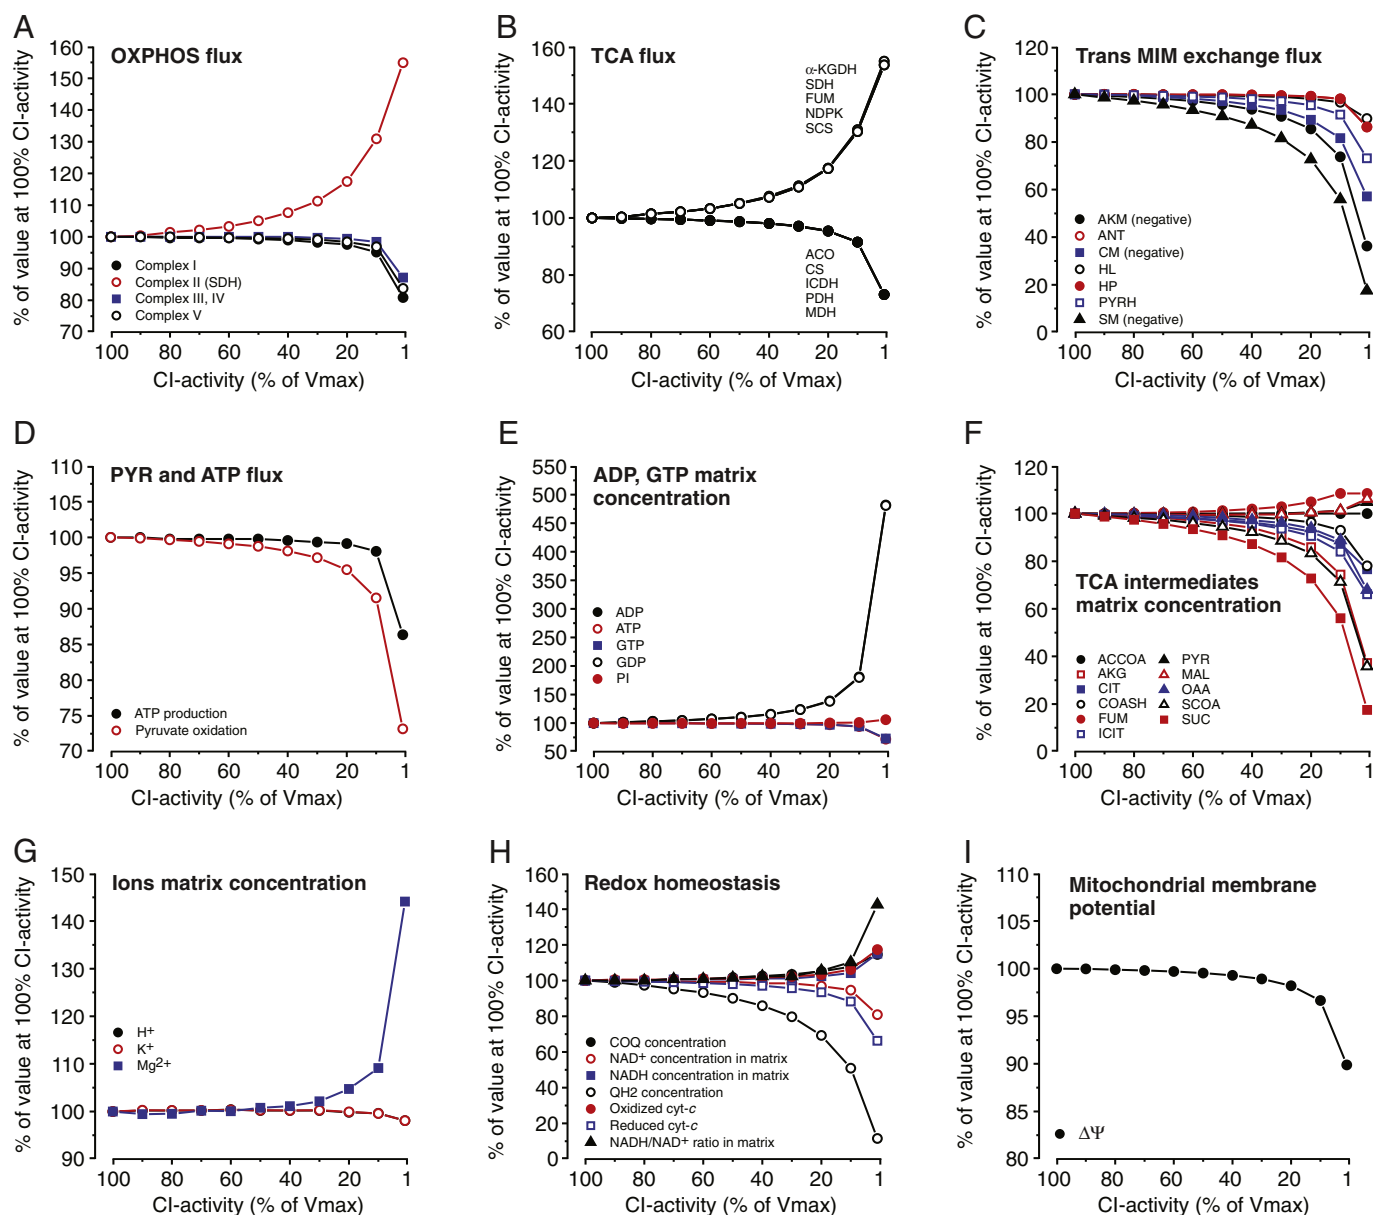 A
OXPHOS flux
% of value at 100% CI-activity
160
150
140
130
120
110
100
90
80
70
Complex I
Complex II (SDH)
Complex III, IV
Complex V
100 80 60 40 20 1
CI-activity (% of Vmax)
B
TCA flux
% of value at 100% CI-activity
160
140
120
100
80
60
α-KGDH
SDH
FUM
NDPK
SCS
ACO
CS
ICDH
PDH
MDH
100 80 60 40 20 1
CI-activity (% of Vmax)
C
Trans MIM exchange flux
% of value at 100% CI-activity
120
100
80
60
40
20
0
AKM (negative)
ANT
CM (negative)
HL
HP
PYRH
SM (negative)
100 80 60 40 20 1
CI-activity (% of Vmax)
D
PYR and ATP flux
% of value at 100% CI-activity
110
105
100
95
90
85
80
75
70
ATP production
Pyruvate oxidation
100 80 60 40 20 1
CI-activity (% of Vmax)
E
ADP, GTP matrix
concentration
% of value at 100% CI-activity
550
500
450
400
350
300
250
200
150
100
50
ADP
ATP
GTP
GDP
PI
100 80 60 40 20 1
CI-activity (% of Vmax)
F
% of value at 100% CI-activity
120
100
80
60
40
20
0
TCA intermediates
matrix concentration
ACCOA PYR
AKG MAL
CIT OAA
COASH SCOA
FUM SUC
ICIT
100 80 60 40 20 1
CI-activity (% of Vmax)
G
Ions matrix concentration
% of value at 100% CI-activity
150
140
130
120
110
100
90
H+
K+
Mg2+
100 80 60 40 20 1
CI-activity (% of Vmax)
H
Redox homeostasis
% of value at 100% CI-activity
160
140
120
100
80
60
40
20
0
COQ concentration
NAD+ concentration in matrix
NADH concentration in matrix
QH2 concentration
Oxidized cyt-c
Reduced cyt-c
NADH/NAD+ ratio in matrix
100 80 60 40 20 1
CI-activity (% of Vmax)
I
Mitochondrial membrane
potential
% of value at 100% CI-activity
110
105
100
95
90
85
80
ΔΨ
100 80 60 40 20 1
CI-activity (% of Vmax)